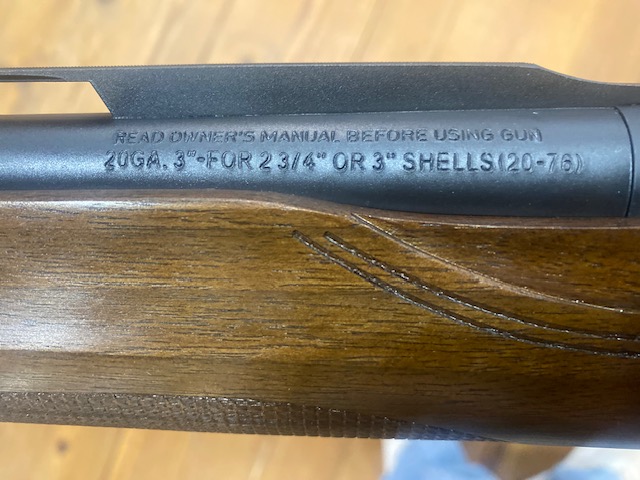 READ OWNER'S MANUAL BEFORE USING GUN
20GA. 3"-FOR 2 3/4" OR 3" SHELLS(20-76)